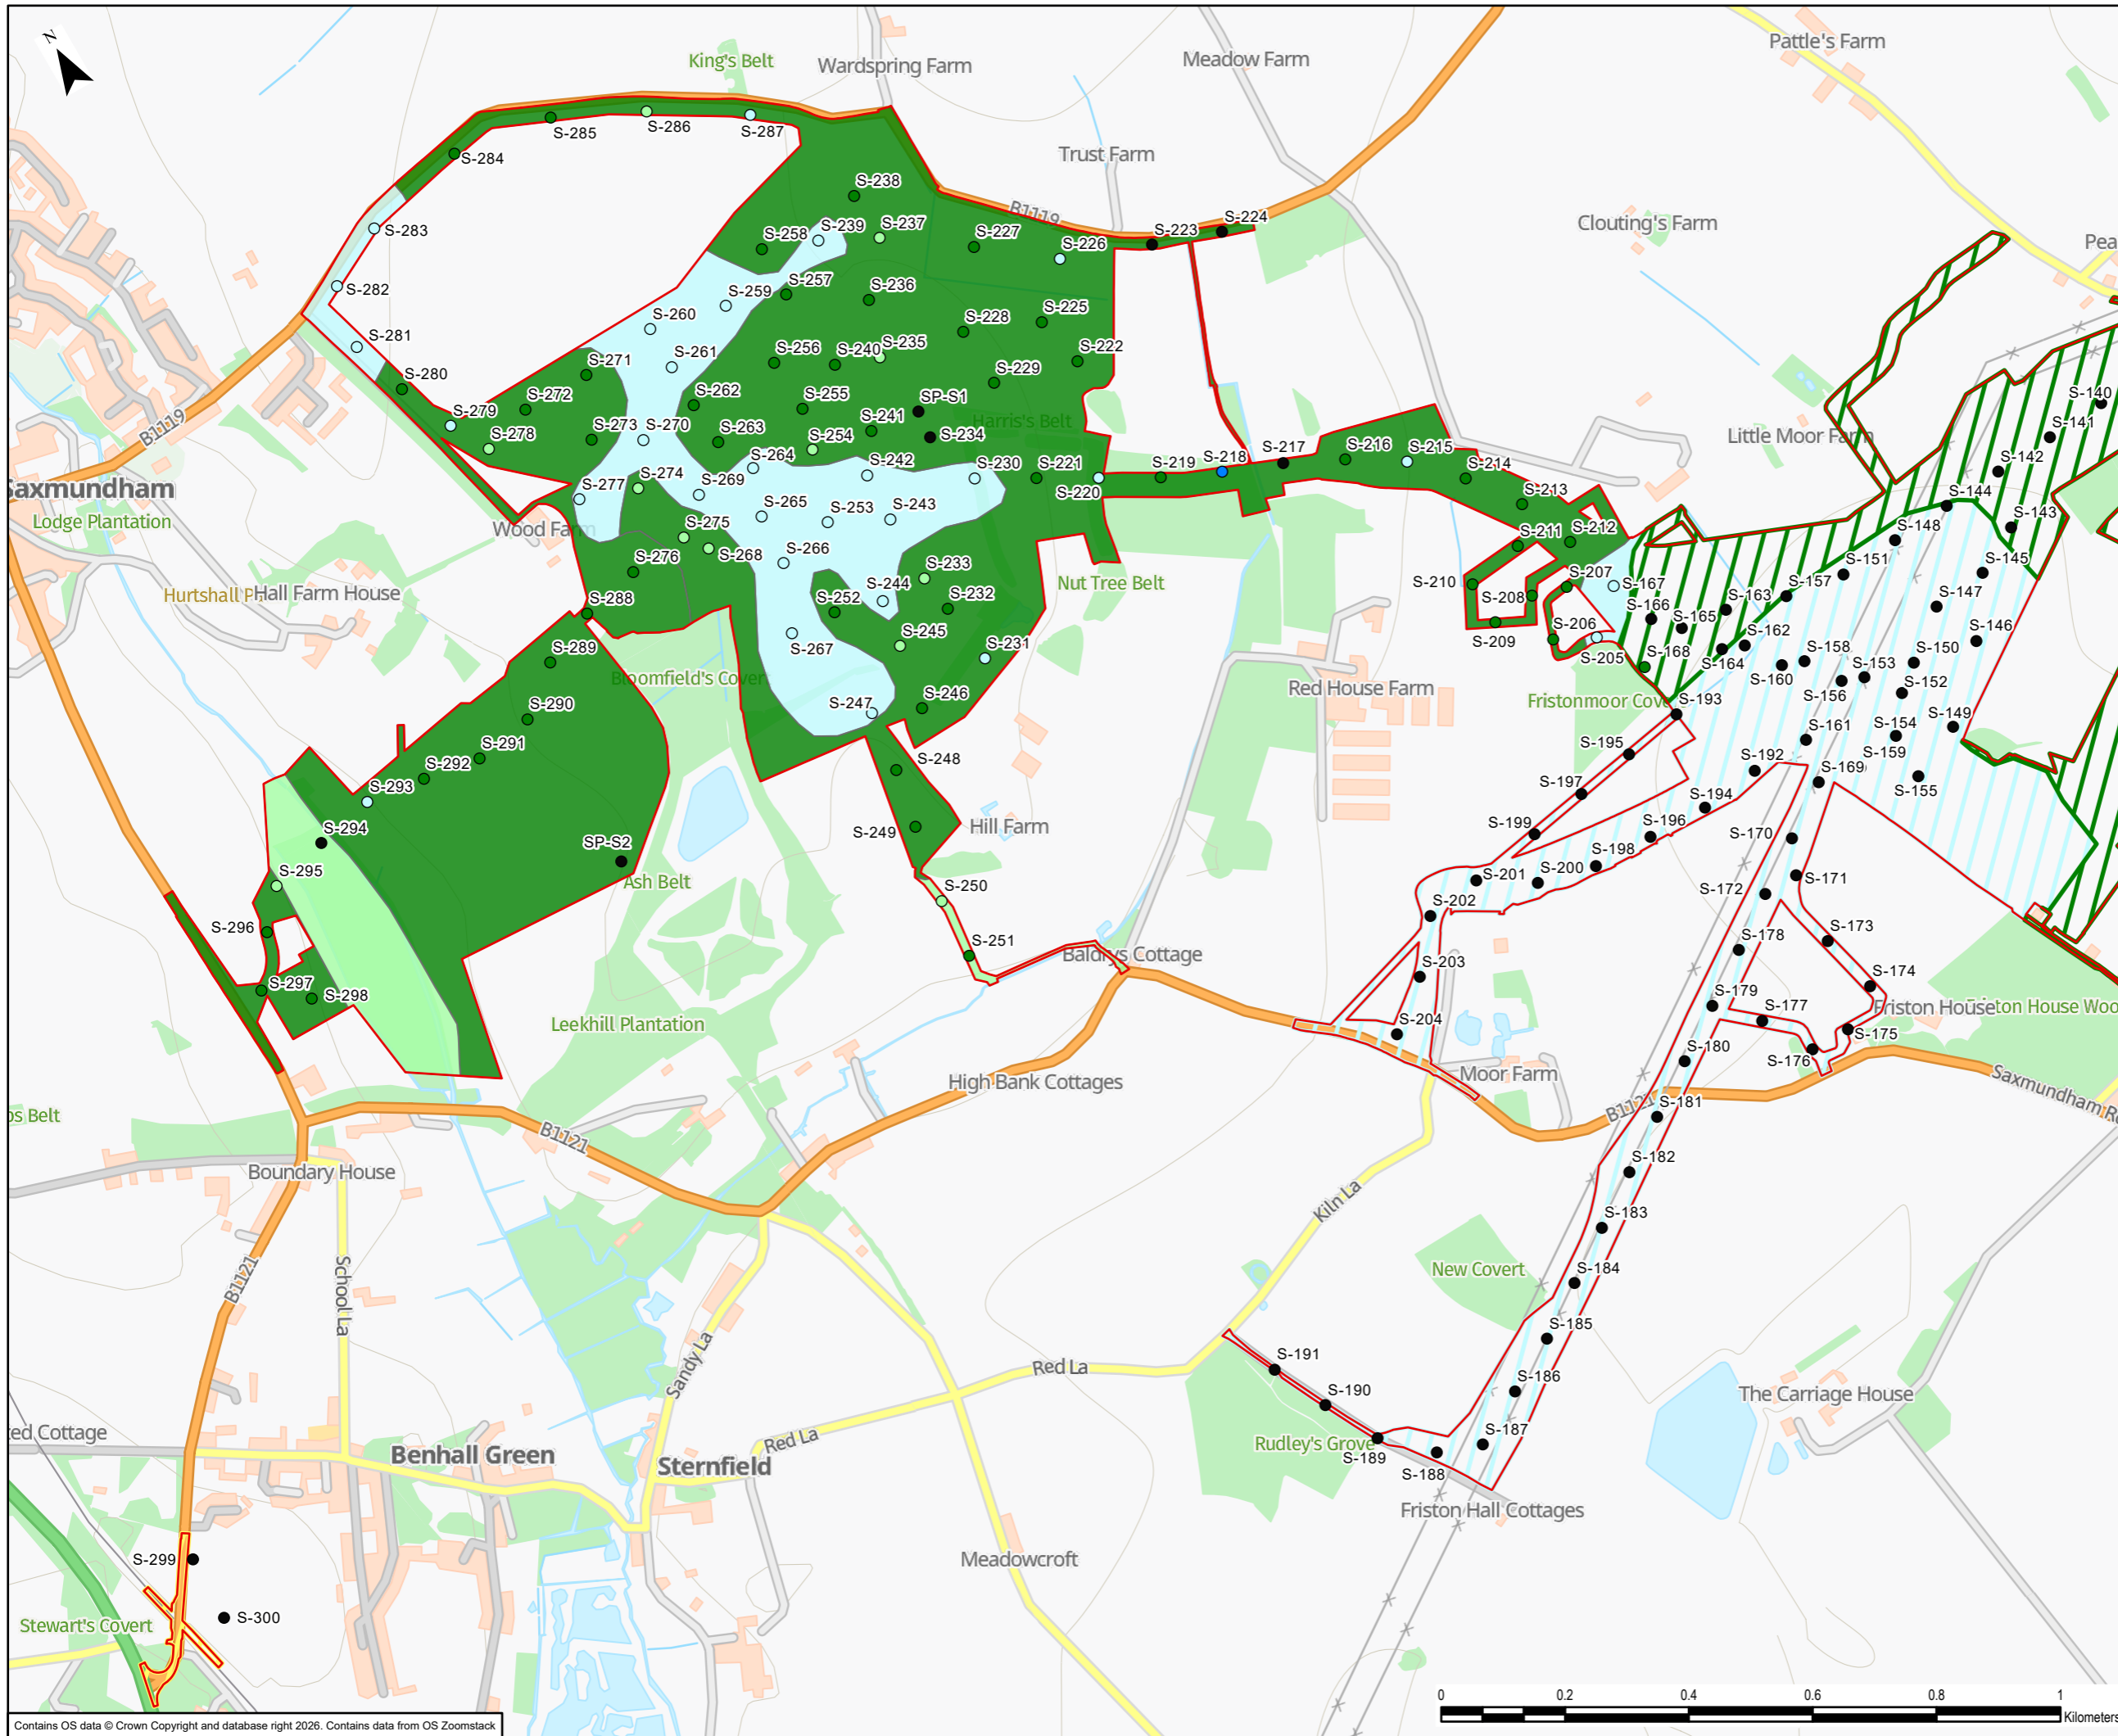 N
King's Belt
Wardspring Farm
Meadow Farm
Pattle's Farm
S-285
S-286
S-287
S-284
Trust Farm
S-238
B1119
S-224
S-223
Clouting's Farm
S-283
S-258
S-239
S-237
S-227
S-226
S-282
S-259
S-257
S-236
S-260
S-225
S-228
S-281
S-261
S-256
S-240
S-235
S-222
S-271
S-280
S-229
S-272
S-262
S-255
SP-S1
S-140
S-279
S-241
Harris's Belt
S-141
B1119
S-278
S-273
S-270
S-263
S-254
S-234
Little Moor Farm
S-217
S-216
S-215
S-142
S-264
S-242
S-230
S-221
S-219
S-218
S-214
Saxmundham
S-274
S-277
S-269
S-220
S-144
S-213
Lodge Plantation
S-265
S-253
S-243
Wood Farm
S-148
S-143
S-275
S-268
S-211
S-212
S-276
S-266
S-233
Nut Tree Belt
S-151
S-145
Hall Farm House
S-244
S-210
S-208
S-207
S-167
S-157
S-252
S-232
S-163
S-147
S-288
S-166
S-165
S-267
S-245
S-231
S-209
S-206
S-162
S-146
S-289
S-205
S-168
S-164
S-158
S-150
Bloomfield's Covert
Red House Farm
S-160
S-153
S-156
S-152
S-247
S-246
S-193
S-290
S-161
S-154
S-149
S-291
S-195
S-159
S-292
S-248
S-192
S-169
S-293
S-197
S-155
S-294
S-249
Hill Farm
S-199
S-196
S-194
S-170
SP-S2
S-198
S-295
Ash Belt
S-201
S-200
S-171
S-250
S-172
S-202
S-296
S-173
S-251
Baldrys Cottage
S-178
S-203
S-174
S-297
S-298
S-179
S-177
Friston House
Leekhill Plantation
S-204
S-175
S-180
S-176
Moor Farm
High Bank Cottages
B1121
S-181
B1121
Boundary House
S-182
Kiln La
S-183
B1121
School La
New Covert
S-184
S-185
Sandy La
S-191
Red La
S-190
S-186
The Carriage House
Red La
S-187
Rudley's Grove
S-189
S-188
Benhall Green
Sternfield
Friston Hall Cottages
S-299
Meadowcroft
S-300
Stewart's Covert
0 0.2 0.4 0.6 0.8 1
Kilometers
Contains OS data © Crown Copyright and database right 2026. Contains data from OS Zoomstack